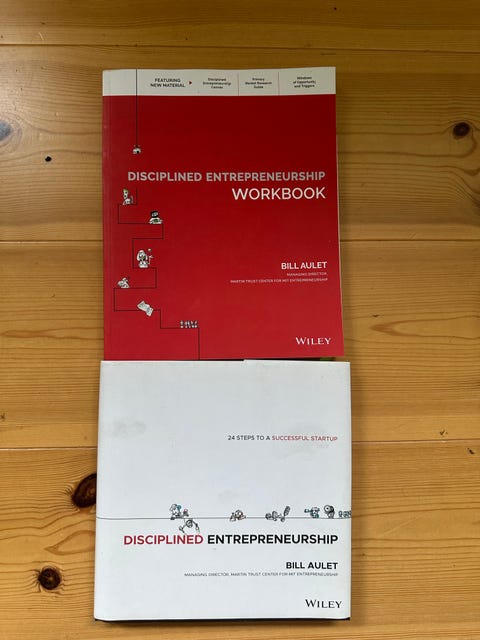 FEATURING
NEW MATERIAL
Disciplined
Entrepreneurship
Canvas
Primary
Market Research
Guide
Windows
of Opportunity
and Triggers
DISCIPLINED ENTREPRENEURSHIP
WORKBOOK
BILL AULET
MANAGING DIRECTOR,
MARTIN TRUST CENTER FOR MIT ENTREPRENEURSHIP
WILEY
24 STEPS TO A SUCCESSFUL STARTUP
DISCIPLINED ENTREPRENEURSHIP
BILL AULET
MANAGING DIRECTOR, MARTIN TRUST CENTER FOR MIT ENTREPRENEURSHIP
WILEY